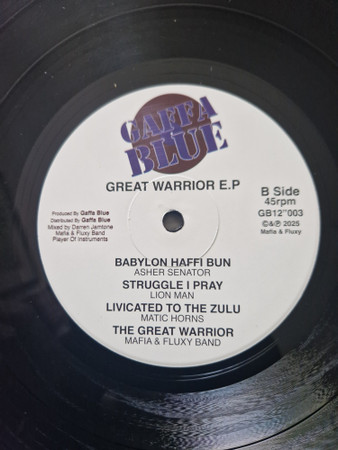 GAFFA
BLUE
GREAT WARRIOR E.P
B Side
45rpm
GB12"003
©&℗ 2025
Mafia & Fluxy
Produced By Gaffa Blue
Distributed By Gaffa Blue
Mixed by Darren Jamtone
Mafia & Fluxy Band
Player Of Instruments
BABYLON HAFFI BUN
ASHER SENATOR
STRUGGLE I PRAY
LION MAN
LIVICATED TO THE ZULU
MATIC HORNS
THE GREAT WARRIOR
MAFIA & FLUXY BAND